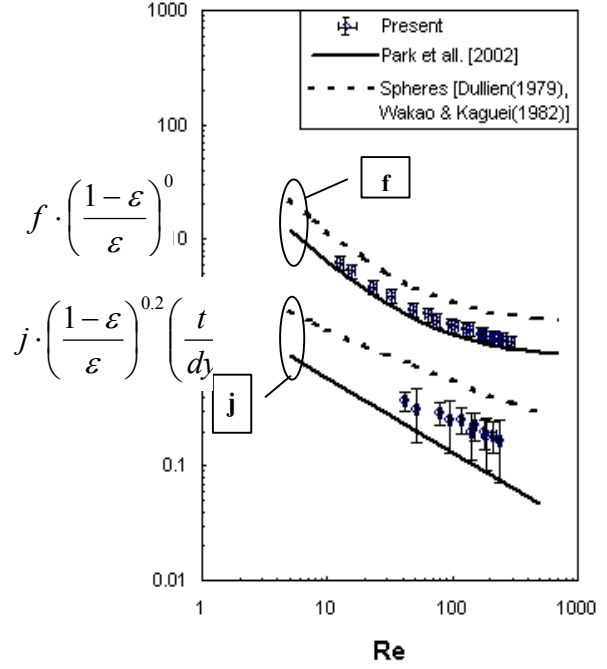 1000
Present
Park et all. [2002]
Spheres [Dullien(1979),
Wakao & Kaguei(1982)]
100
f
f · ((1 − ε)/ε)^0
10
j · ((1 − ε)/ε)^0.2 (t/dy
j
0.1
0.01
1 10 100 1000
Re